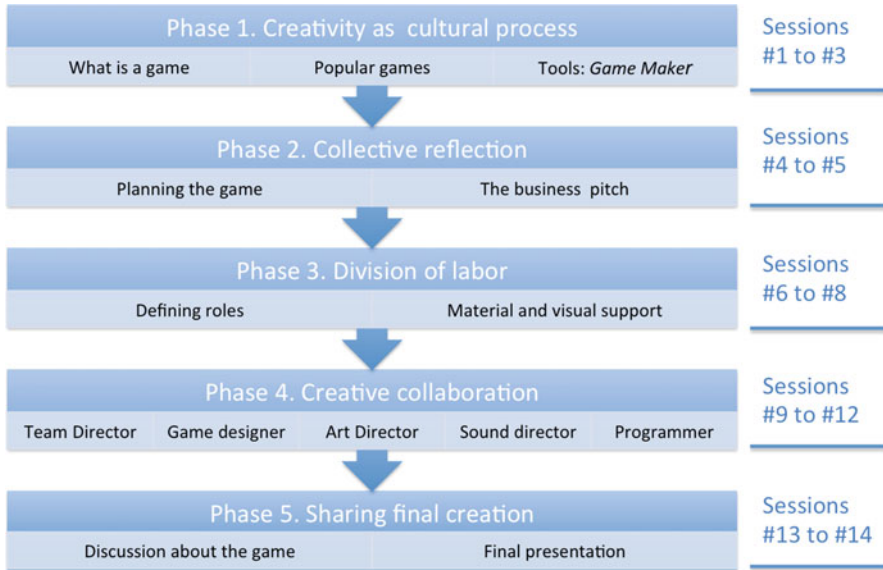 Phase 1. Creativity as cultural process
What is a game
Popular games
Tools: Game Maker
Sessions
#1 to #3
Phase 2. Collective reflection
Planning the game
The business pitch
Sessions
#4 to #5
Phase 3. Division of labor
Defining roles
Material and visual support
Sessions
#6 to #8
Phase 4. Creative collaboration
Team Director
Game designer
Art Director
Sound director
Programmer
Sessions
#9 to #12
Phase 5. Sharing final creation
Discussion about the game
Final presentation
Sessions
#13 to #14